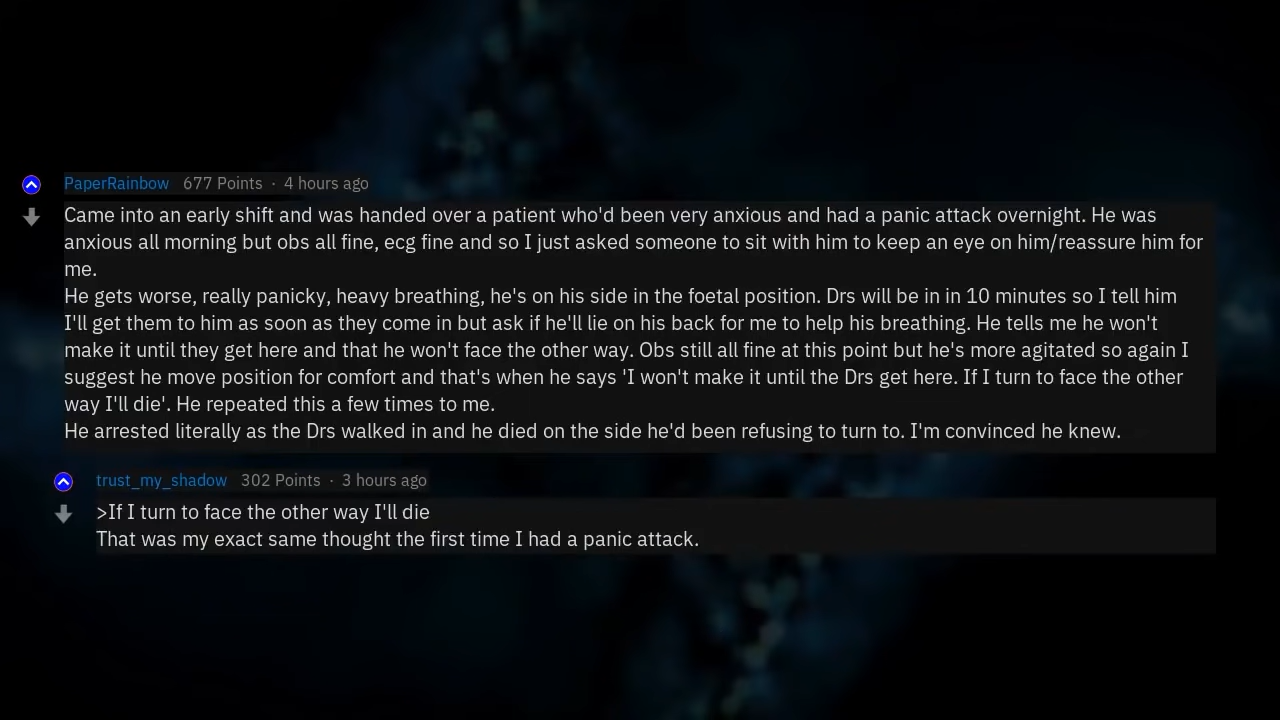 PaperRainbow 677 Points · 4 hours ago
Came into an early shift and was handed over a patient who'd been very anxious and had a panic attack overnight. He was
anxious all morning but obs all fine, ecg fine and so I just asked someone to sit with him to keep an eye on him/reassure him for
me.
He gets worse, really panicky, heavy breathing, he's on his side in the foetal position. Drs will be in in 10 minutes so I tell him
I'll get them to him as soon as they come in but ask if he'll lie on his back for me to help his breathing. He tells me he won't
make it until they get here and that he won't face the other way. Obs still all fine at this point but he's more agitated so again I
suggest he move position for comfort and that's when he says 'I won't make it until the Drs get here. If I turn to face the other
way I'll die'. He repeated this a few times to me.
He arrested literally as the Drs walked in and he died on the side he'd been refusing to turn to. I'm convinced he knew.
trust_my_shadow 302 Points · 3 hours ago
>If I turn to face the other way I'll die
That was my exact same thought the first time I had a panic attack.